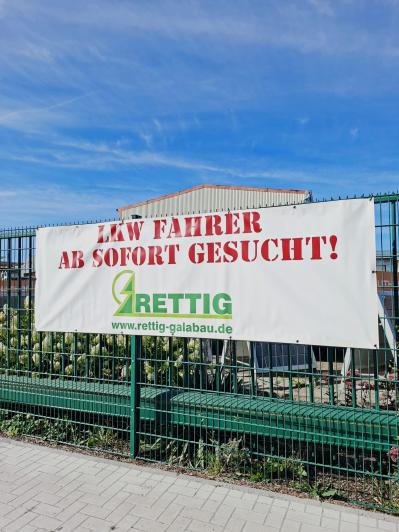 LKW FAHRER
AB SOFORT GESUCHT!
RETTIG
www.rettig-galabau.de